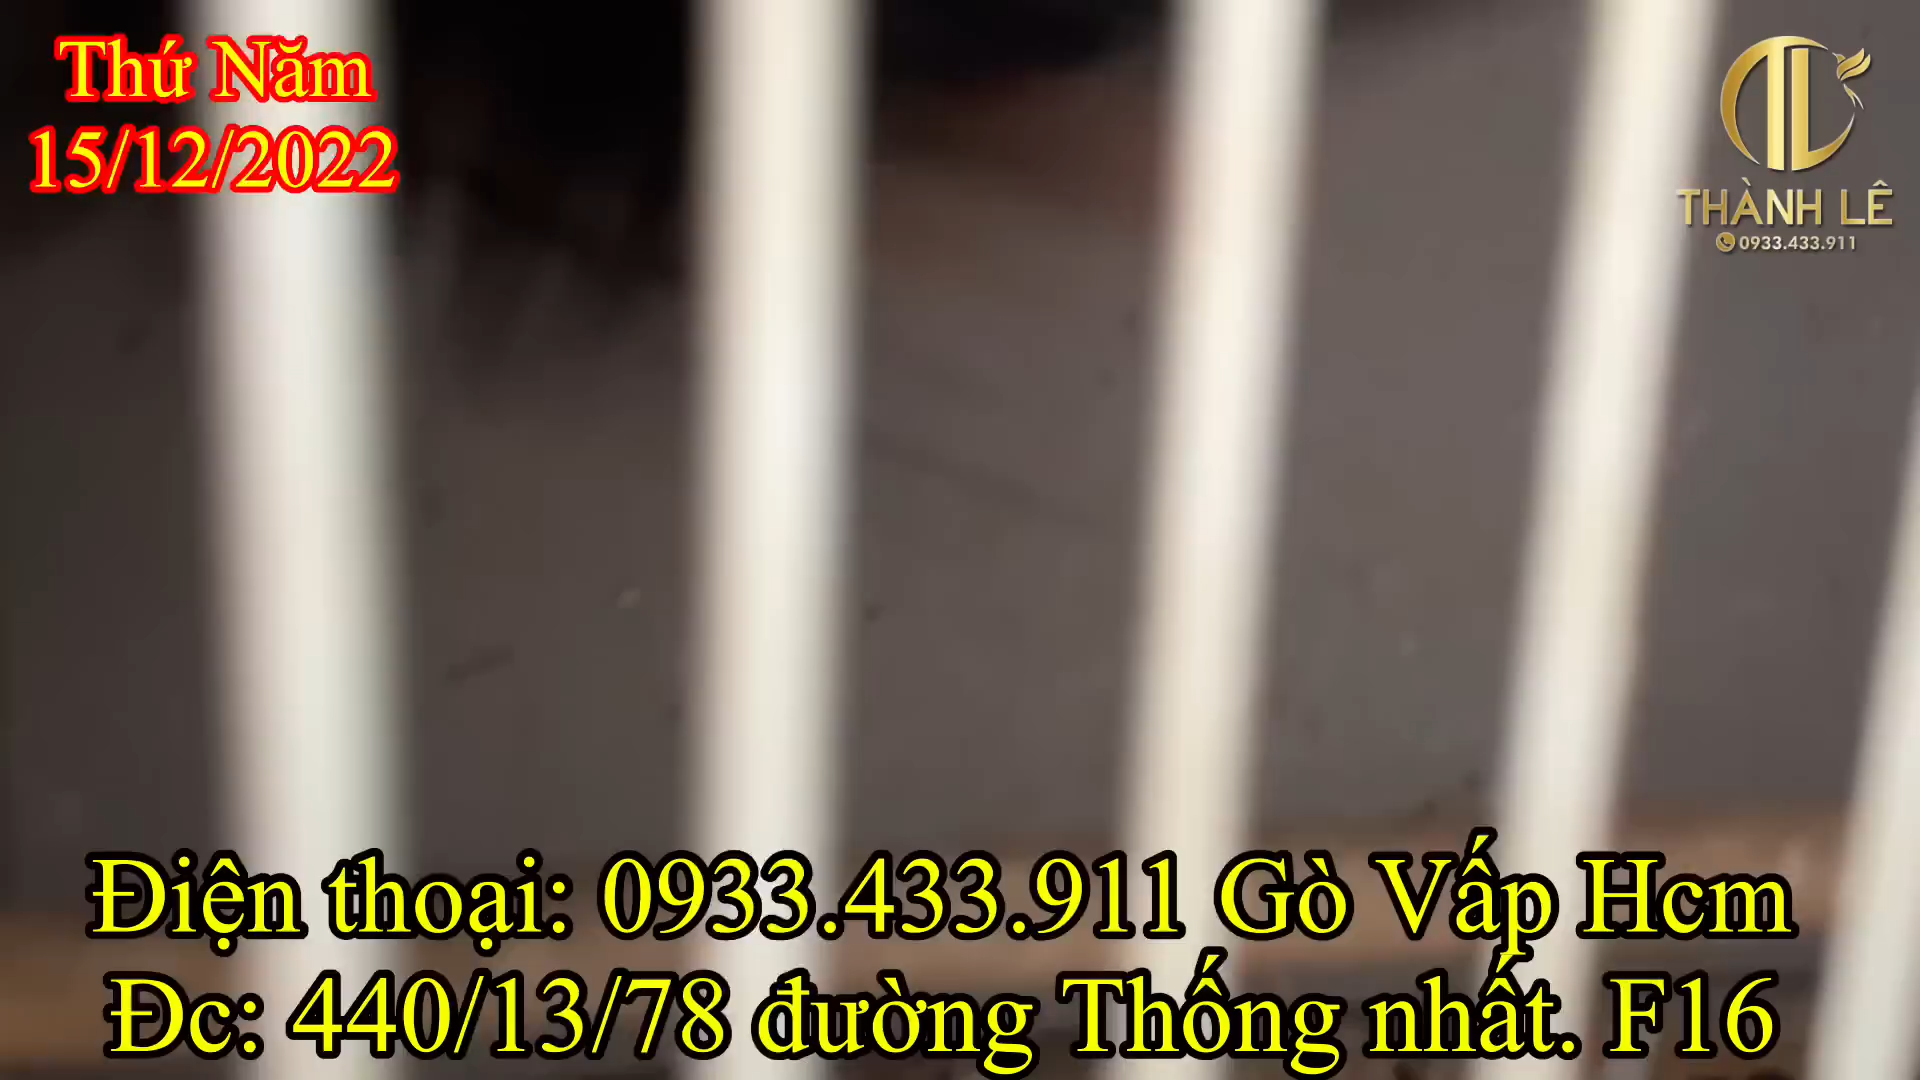 Thứ Năm
15/12/2022
THÀNH LÊ
0933.433.911
Điện thoại: 0933.433.911 Gò Vấp Hcm
Đc: 440/13/78 đường Thống nhất. F16